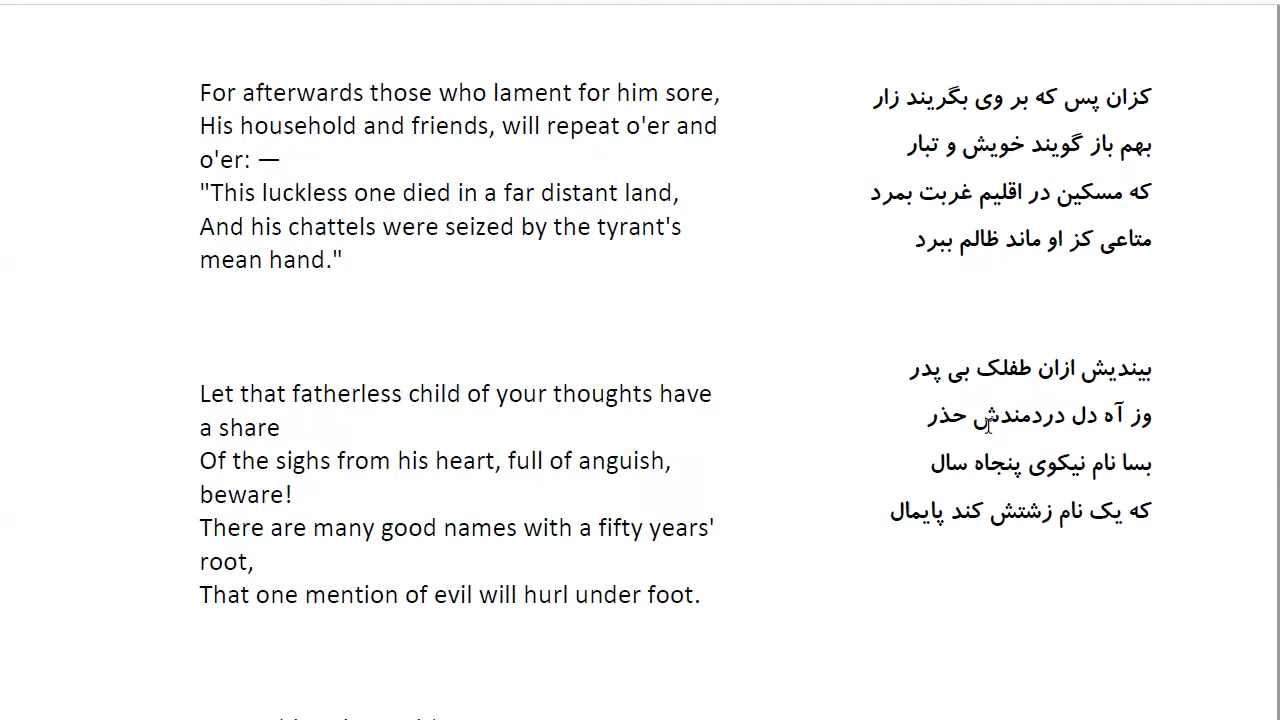 For afterwards those who lament for him sore,
His household and friends, will repeat o'er and
o'er: —
"This luckless one died in a far distant land,
And his chattels were seized by the tyrant's
mean hand."
کزان پس که بر وی بگریند زار
بهم باز گویند خویش و تبار
که مسکین در اقلیم غربت بمرد
متاعی کز او ماند ظالم ببرد
Let that fatherless child of your thoughts have
a share
Of the sighs from his heart, full of anguish,
beware!
There are many good names with a fifty years'
root,
That one mention of evil will hurl under foot.
بیندیش ازان طفلک بی پدر
وز آه دل دردمندش حذر
بسا نام نیکوی پنجاه سال
که یک نام زشتش کند پایمال